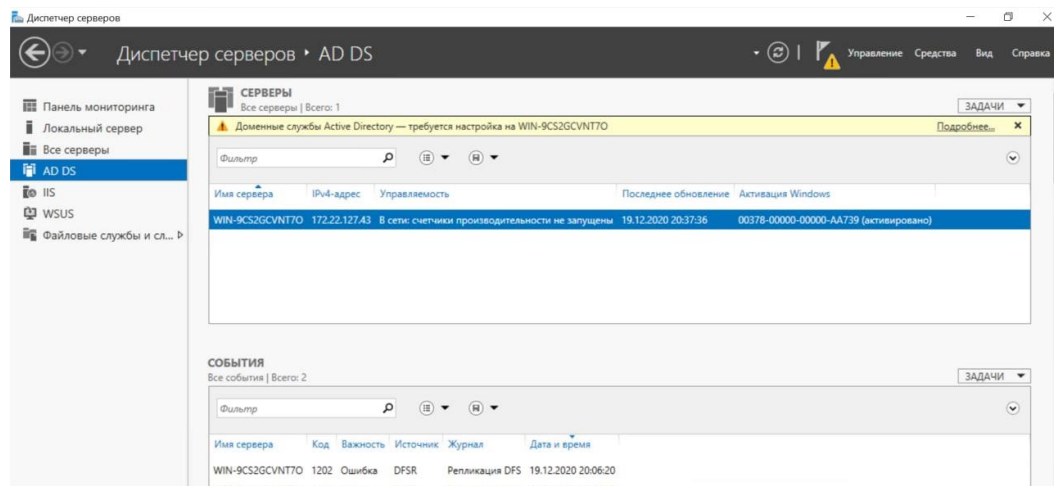 Диспетчер серверов
Диспетчер серверов • AD DS
Управление Средства Вид Справка
Панель мониторинга
Локальный сервер
Все серверы
AD DS
IIS
WSUS
Файловые службы и сл...
СЕРВЕРЫ
Все серверы | Всего: 1
ЗАДАЧИ
Доменные службы Active Directory — требуется настройка на WIN-9CS2GCVNT7O
Подробнее...
Фильтр
Имя сервера IPv4-адрес Управляемость Последнее обновление Активация Windows
WIN-9CS2GCVNT7O 172.22.127.43 В сети: счетчики производительности не запущены 19.12.2020 20:37:36 00378-00000-00000-AA739 (активировано)
СОБЫТИЯ
Все события | Всего: 2
ЗАДАЧИ
Фильтр
Имя сервера Код Важность Источник Журнал Дата и время
WIN-9CS2GCVNT7O 1202 Ошибка DFSR Репликация DFS 19.12.2020 20:06:20